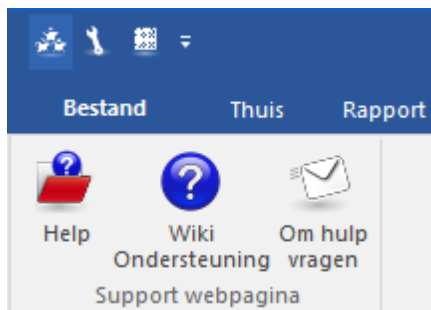 Bestand Thuis Rapport
Help Wiki Ondersteuning Om hulp vragen
Support webpagina